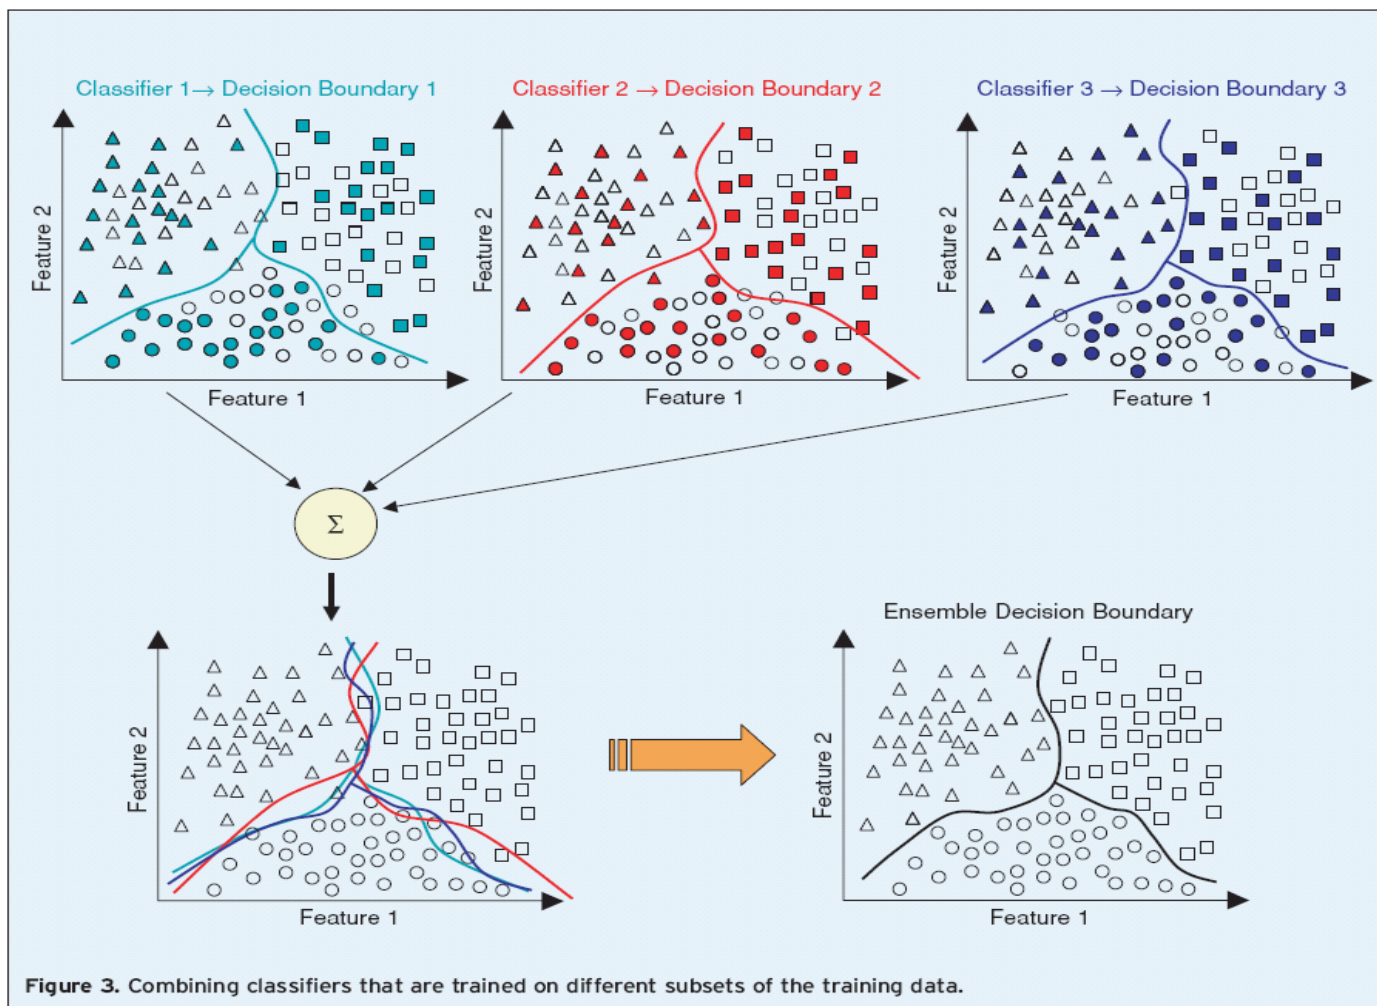 Classifier 1→ Decision Boundary 1
Classifier 2 → Decision Boundary 2
Classifier 3 → Decision Boundary 3
Feature 2
Feature 2
Feature 2
Feature 1
Feature 1
Feature 1
Σ
Ensemble Decision Boundary
Feature 2
Feature 2
Feature 1
Feature 1
Figure 3. Combining classifiers that are trained on different subsets of the training data.